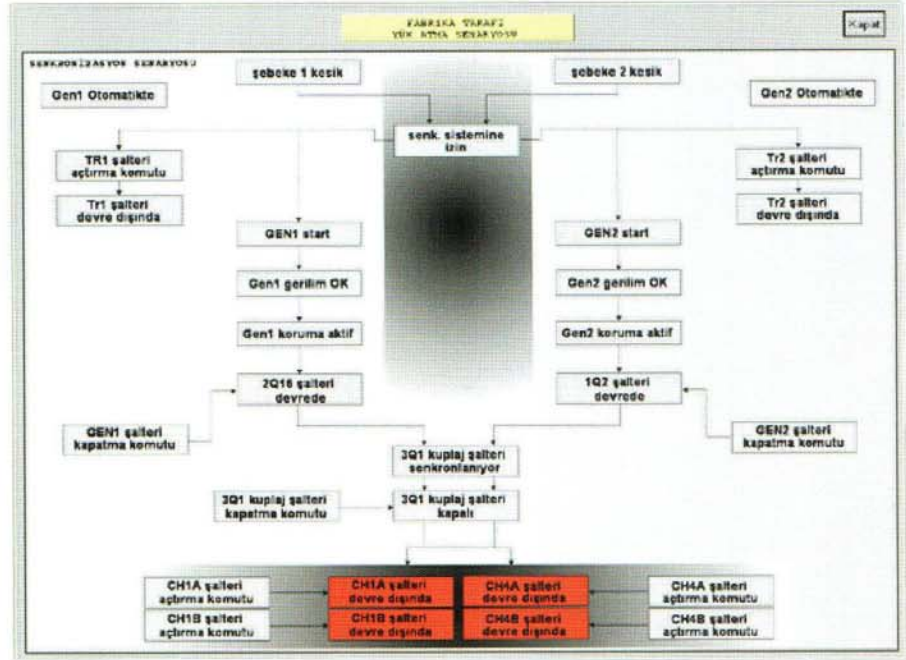 FABRIKA TARAFI
YÜK ATMA SENARYOSU
Kapat
SENKRONIZASYON SENARYOSU
şebeke 1 kesik
şebeke 2 kesik
Gen1 Otomatikte
Gen2 Otomatikte
senk. sistemine
izin
TR1 şalteri
açtırma komutu
Tr2 şalteri
açtırma komutu
Tr1 şalteri
devre dışında
Tr2 şalteri
devre dışında
GEN1 start
GEN2 start
Gen1 gerilim OK
Gen2 gerilim OK
Gen1 koruma aktif
Gen2 koruma aktif
2Q16 şalteri
devrede
1Q2 şalteri
devrede
GEN1 şalteri
kapatma komutu
GEN2 şalteri
kapatma komutu
3Q1 kuplaj şalteri
senkronlanıyor
3Q1 kuplaj şalteri
kapatma komutu
3Q1 kuplaj şalteri
kapalı
CH1A şalteri
açtırma komutu
CH1A şalteri
devre dışında
CH4A şalteri
devre dışında
CH4A şalteri
açtırma komutu
CH1B şalteri
açtırma komutu
CH1B şalteri
devre dışında
CH4B şalteri
devre dışında
CH4B şalteri
açtırma komutu